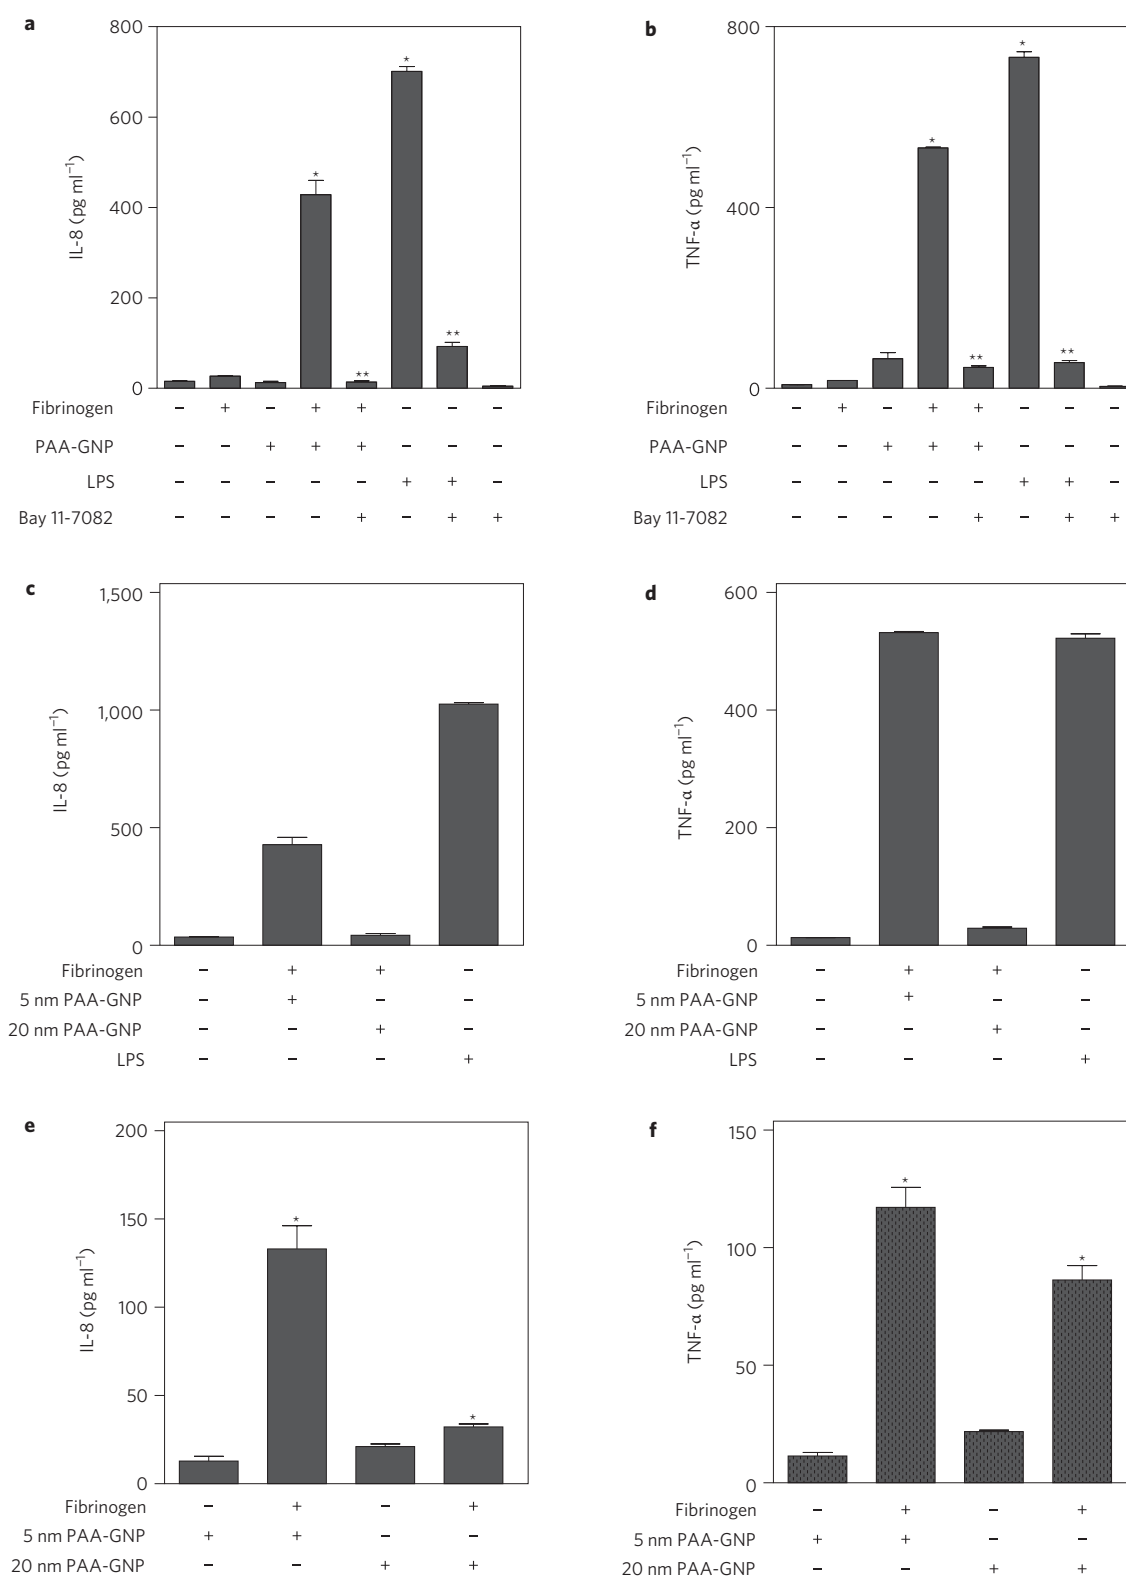 a
800
600
400
200
0
IL-8 (pg ml⁻¹)
* * ** * **
Fibrinogen − + − + + − − −
PAA-GNP − − + + + − − −
LPS − − − − − + + −
Bay 11-7082 − − − − + − + +
b
800
400
0
TNF-α (pg ml⁻¹)
* ** * **
Fibrinogen − + − + + − − −
PAA-GNP − − + + + − − −
LPS − − − − − + + −
Bay 11-7082 − − − − + − + +
c
1,500
1,000
500
0
IL-8 (pg ml⁻¹)
Fibrinogen − + + −
5 nm PAA-GNP − + − −
20 nm PAA-GNP − − + −
LPS − − − +
d
600
400
200
0
TNF-α (pg ml⁻¹)
Fibrinogen − + + −
5 nm PAA-GNP − + − −
20 nm PAA-GNP − − + −
LPS − − − +
e
200
150
100
50
0
IL-8 (pg ml⁻¹)
* *
Fibrinogen − + − +
5 nm PAA-GNP + + − −
20 nm PAA-GNP − − + +
f
150
100
50
0
TNF-α (pg ml⁻¹)
* *
Fibrinogen − + − +
5 nm PAA-GNP + + − −
20 nm PAA-GNP − − + +